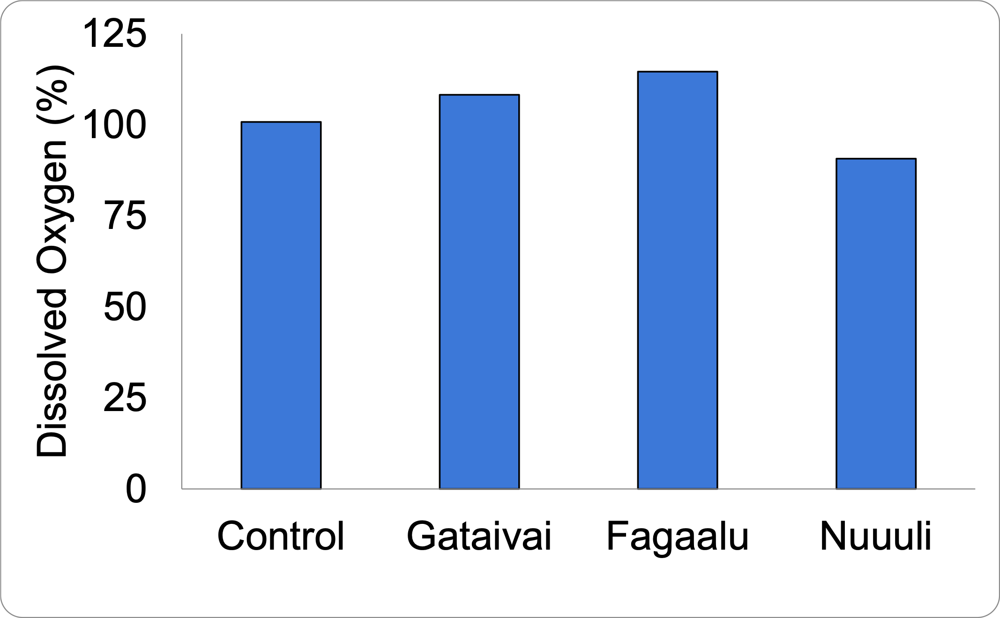 Dissolved Oxygen (%)
125
100
75
50
25
0
Control
Gataivai
Fagaalu
Nuuuli